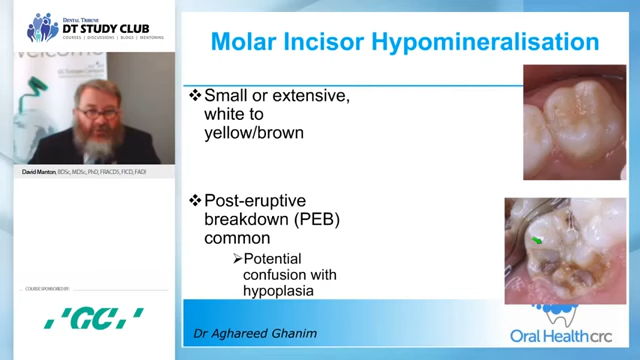 DENTAL TRIBUNE
DT STUDY CLUB
COURSES | DISCUSSIONS | BLOGS | MENTORING
Molar Incisor Hypomineralisation
welcome
David Manton, BDSc, MDSc, PhD, FRACDS, FICD, FADI
❖Small or extensive,
white to
yellow/brown
❖Post-eruptive
breakdown (PEB)
common
➢Potential
confusion with
hypoplasia
COURSE SPONSORED BY:
GC
Dr Aghareed Ghanim
Oral Healthcrc